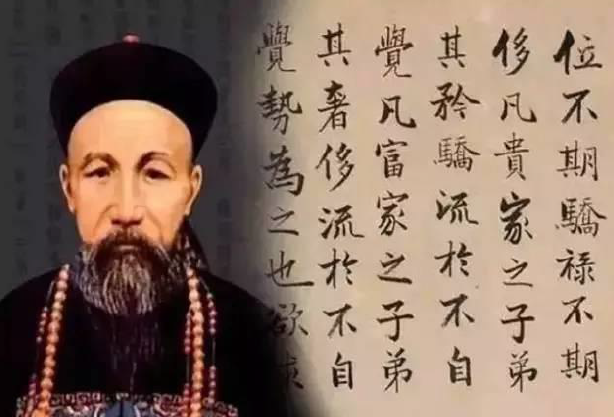 位不期驕祿不期
侈凡貴家之子弟
其矜驕流於不自
覺凡富家之子弟
其奢侈流於不自
覺勢為之也欲求